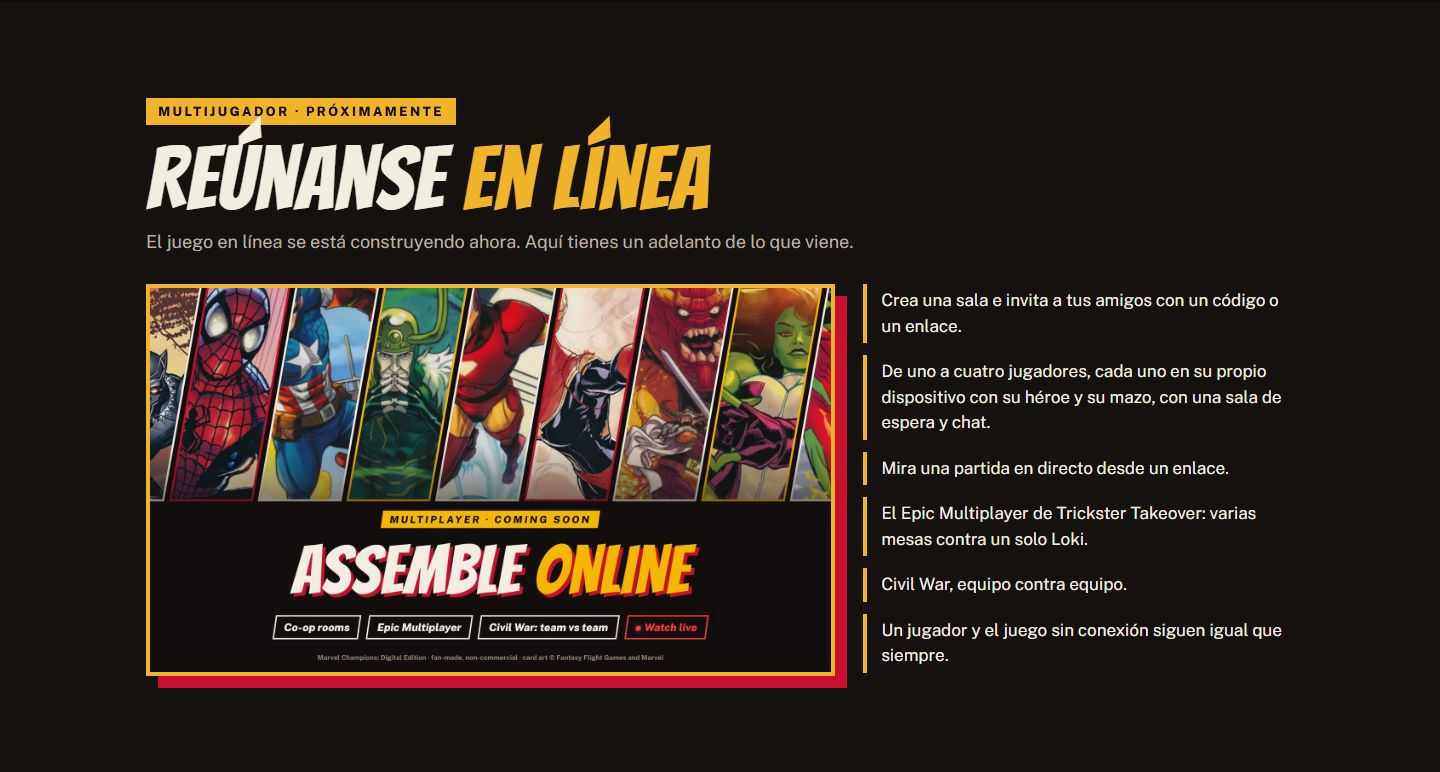 MULTIJUGADOR · PRÓXIMAMENTE
REÚNANSE EN LÍNEA
El juego en línea se está construyendo ahora. Aquí tienes un adelanto de lo que viene.
MULTIPLAYER · COMING SOON
ASSEMBLE ONLINE
Co-op rooms
Epic Multiplayer
Civil War: team vs team
Watch live
Marvel Champions: Digital Edition · fan-made, non-commercial · card art © Fantasy Flight Games and Marvel
Crea una sala e invita a tus amigos con un código o
un enlace.
De uno a cuatro jugadores, cada uno en su propio
dispositivo con su héroe y su mazo, con una sala de
espera y chat.
Mira una partida en directo desde un enlace.
El Epic Multiplayer de Trickster Takeover: varias
mesas contra un solo Loki.
Civil War, equipo contra equipo.
Un jugador y el juego sin conexión siguen igual que
siempre.